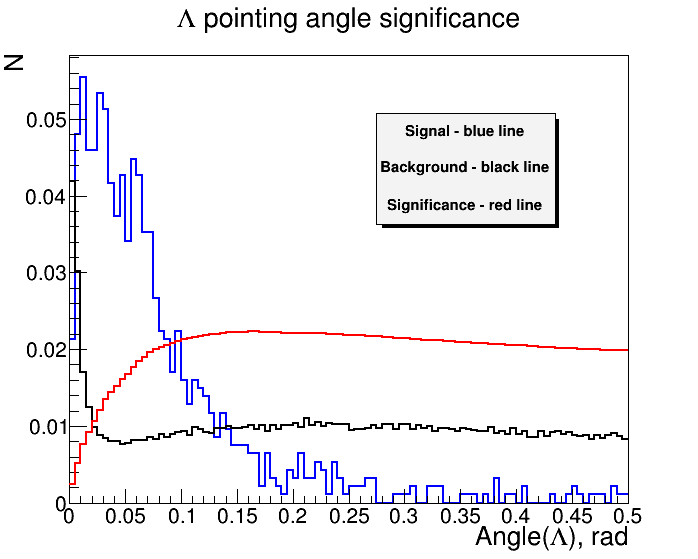 Λ pointing angle significance
N
0.05
0.04
0.03
0.02
0.01
0
Signal - blue line
Background - black line
Significance - red line
0 0.05 0.1 0.15 0.2 0.25 0.3 0.35 0.4 0.45 0.5
Angle(Λ), rad